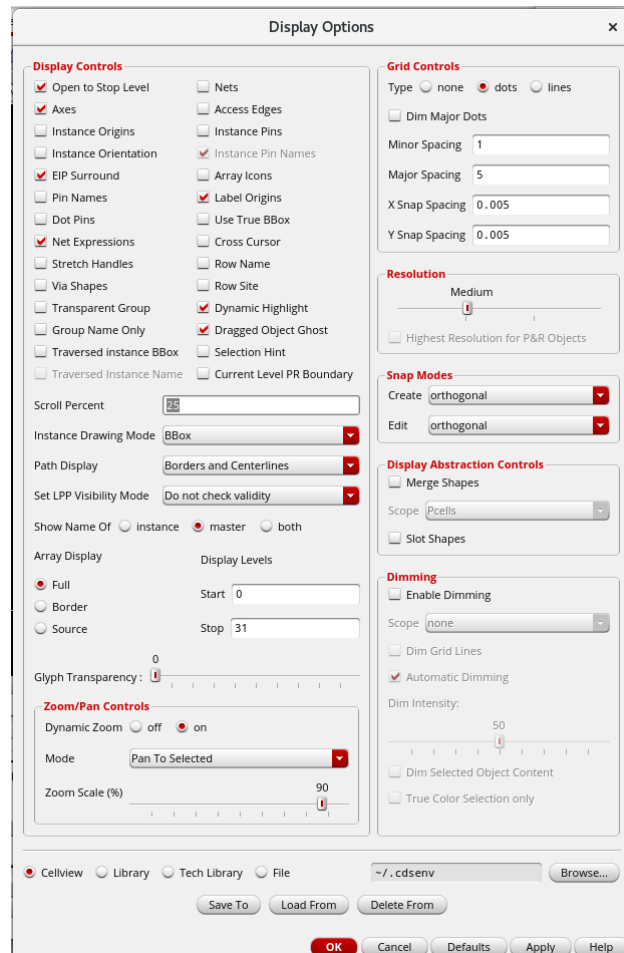 Display Options
Display Controls
Open to Stop Level
Nets
Axes
Access Edges
Instance Origins
Instance Pins
Instance Orientation
Instance Pin Names
EIP Surround
Array Icons
Pin Names
Label Origins
Dot Pins
Use True BBox
Net Expressions
Cross Cursor
Stretch Handles
Row Name
Via Shapes
Row Site
Transparent Group
Dynamic Highlight
Group Name Only
Dragged Object Ghost
Traversed instance BBox
Selection Hint
Traversed Instance Name
Current Level PR Boundary
Scroll Percent 25
Instance Drawing Mode BBox
Path Display Borders and Centerlines
Set LPP Visibility Mode Do not check validity
Show Name Of instance master both
Array Display
Full
Border
Source
Display Levels
Start 0
Stop 31
0
Glyph Transparency :
Zoom/Pan Controls
Dynamic Zoom off on
Mode Pan To Selected
90
Zoom Scale (%)
Grid Controls
Type none dots lines
Dim Major Dots
Minor Spacing 1
Major Spacing 5
X Snap Spacing 0.005
Y Snap Spacing 0.005
Resolution
Medium
Highest Resolution for P&R Objects
Snap Modes
Create orthogonal
Edit orthogonal
Display Abstraction Controls
Merge Shapes
Scope Pcells
Slot Shapes
Dimming
Enable Dimming
Scope none
Dim Grid Lines
Automatic Dimming
Dim Intensity:
50
Dim Selected Object Content
True Color Selection only
Cellview Library Tech Library File ~/.cdsenv Browse...
Save To Load From Delete From
OK Cancel Defaults Apply Help